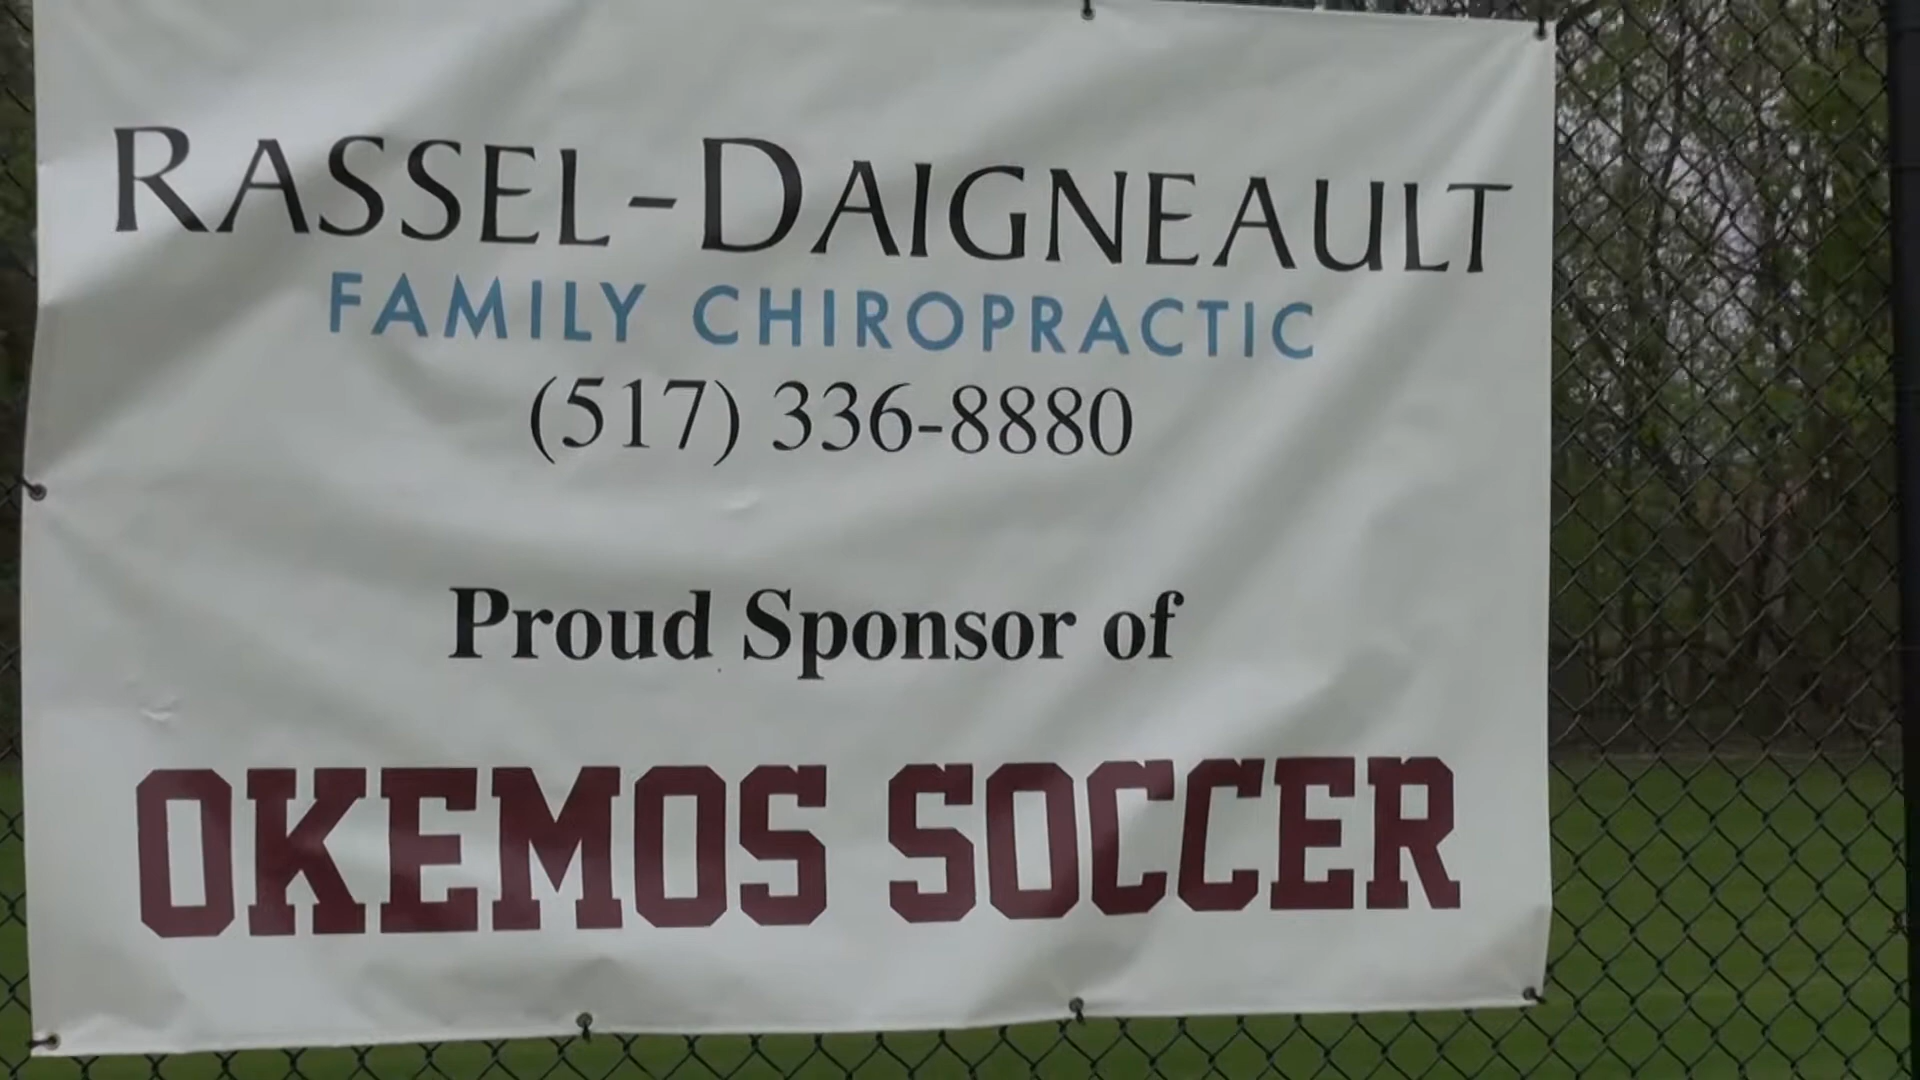 RASSEL-DAIGNEAULT
FAMILY CHIROPRACTIC
(517) 336-8880
Proud Sponsor of
OKEMOS SOCCER